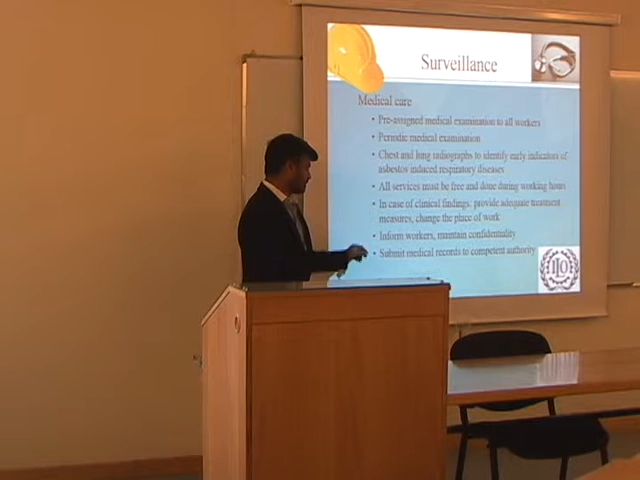 Surveillance
Medical care
• Pre-assigned medical examination to all workers
• Periodic medical examination
• Chest and lung radiographs to identify early indicators of
asbestos induced respiratory diseases
• All services must be free and done during working hours
• In case of clinical findings: provide adequate treatment
measures, change the place of work
• Inform workers, maintain confidentiality
• Submit medical records to competent authority
ILO